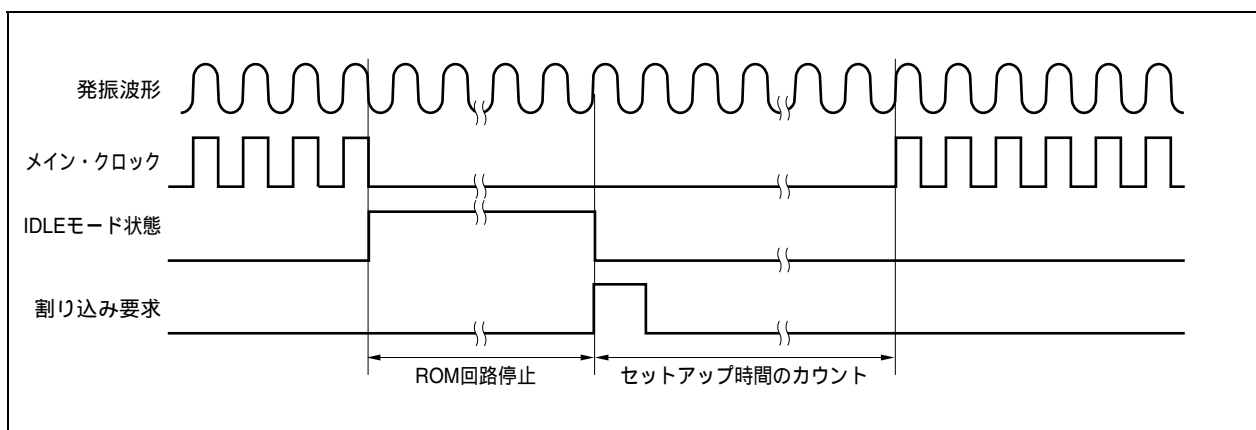 発振波形
メイン・クロック
IDLEモード状態
割り込み要求
ROM回路停止
セットアップ時間のカウント